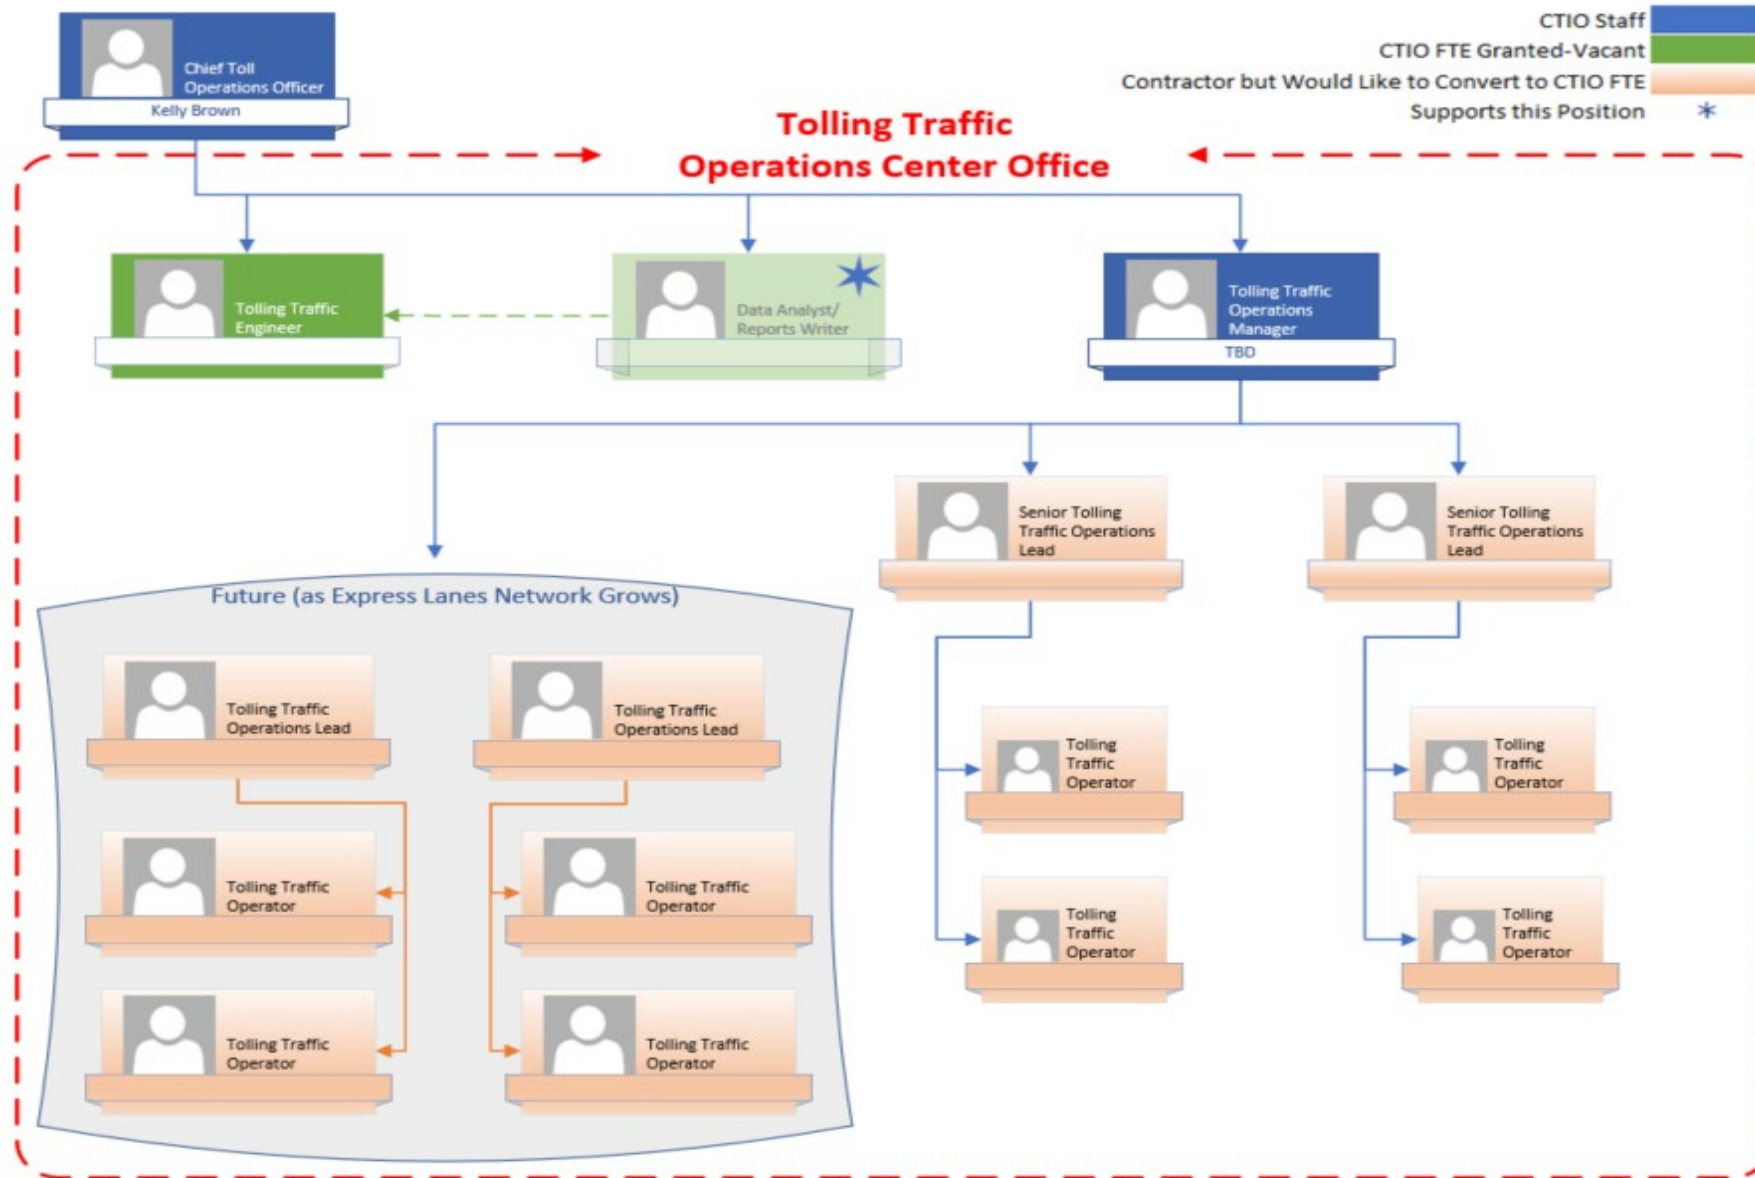 CTIO Staff
CTIO FTE Granted-Vacant
Contractor but Would Like to Convert to CTIO FTE
Supports this Position
Chief Toll
Operations Officer
Kelly Brown
Tolling Traffic
Operations Center Office
Tolling Traffic
Engineer
Data Analyst/
Reports Writer
Tolling Traffic
Operations
Manager
TBD
Senior Tolling
Traffic Operations
Lead
Senior Tolling
Traffic Operations
Lead
Future (as Express Lanes Network Grows)
Tolling Traffic
Operations Lead
Tolling Traffic
Operations Lead
Tolling
Traffic
Operator
Tolling
Traffic
Operator
Tolling Traffic
Operator
Tolling Traffic
Operator
Tolling
Traffic
Operator
Tolling
Traffic
Operator
Tolling Traffic
Operator
Tolling Traffic
Operator